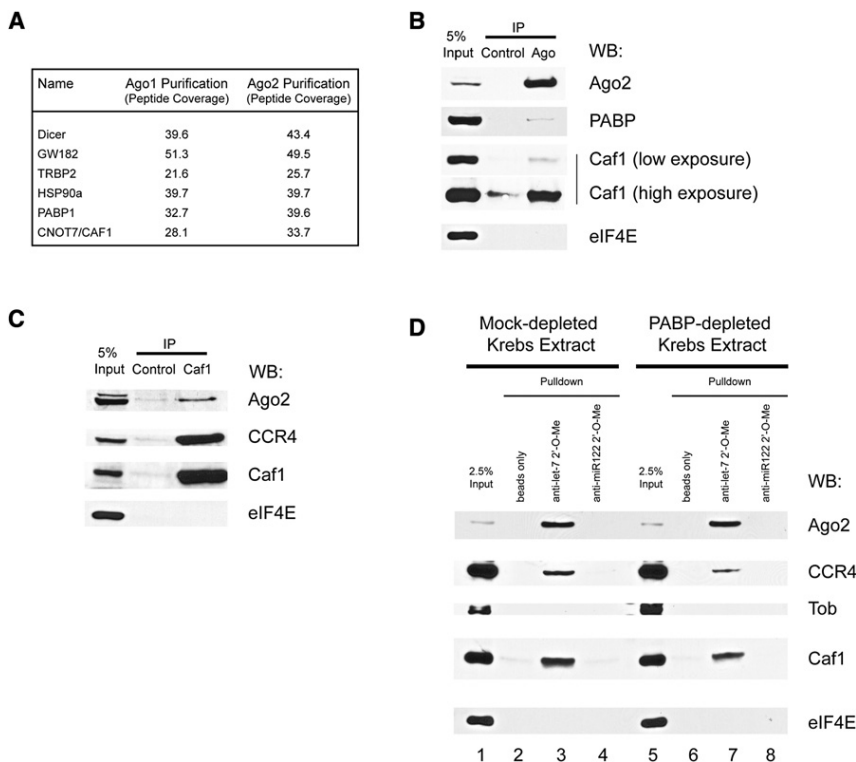 A
Name Ago1 Purification Ago2 Purification
(Peptide Coverage) (Peptide Coverage)
Dicer 39.6 43.4
GW182 51.3 49.5
TRBP2 21.6 25.7
HSP90a 39.7 39.7
PABP1 32.7 39.6
CNOT7/CAF1 28.1 33.7
B
5% IP
Input Control Ago WB:
Ago2
PABP
Caf1 (low exposure)
Caf1 (high exposure)
eIF4E
C
5% IP
Input Control Caf1 WB:
Ago2
CCR4
Caf1
eIF4E
D
Mock-depleted PABP-depleted
Krebs Extract Krebs Extract
Pulldown Pulldown
2.5% Input beads only anti-let-7 2'-O-Me anti-miR122 2'-O-Me 2.5% Input beads only anti-let-7 2'-O-Me anti-miR122 2'-O-Me WB:
Ago2
CCR4
Tob
Caf1
eIF4E
1 2 3 4 5 6 7 8